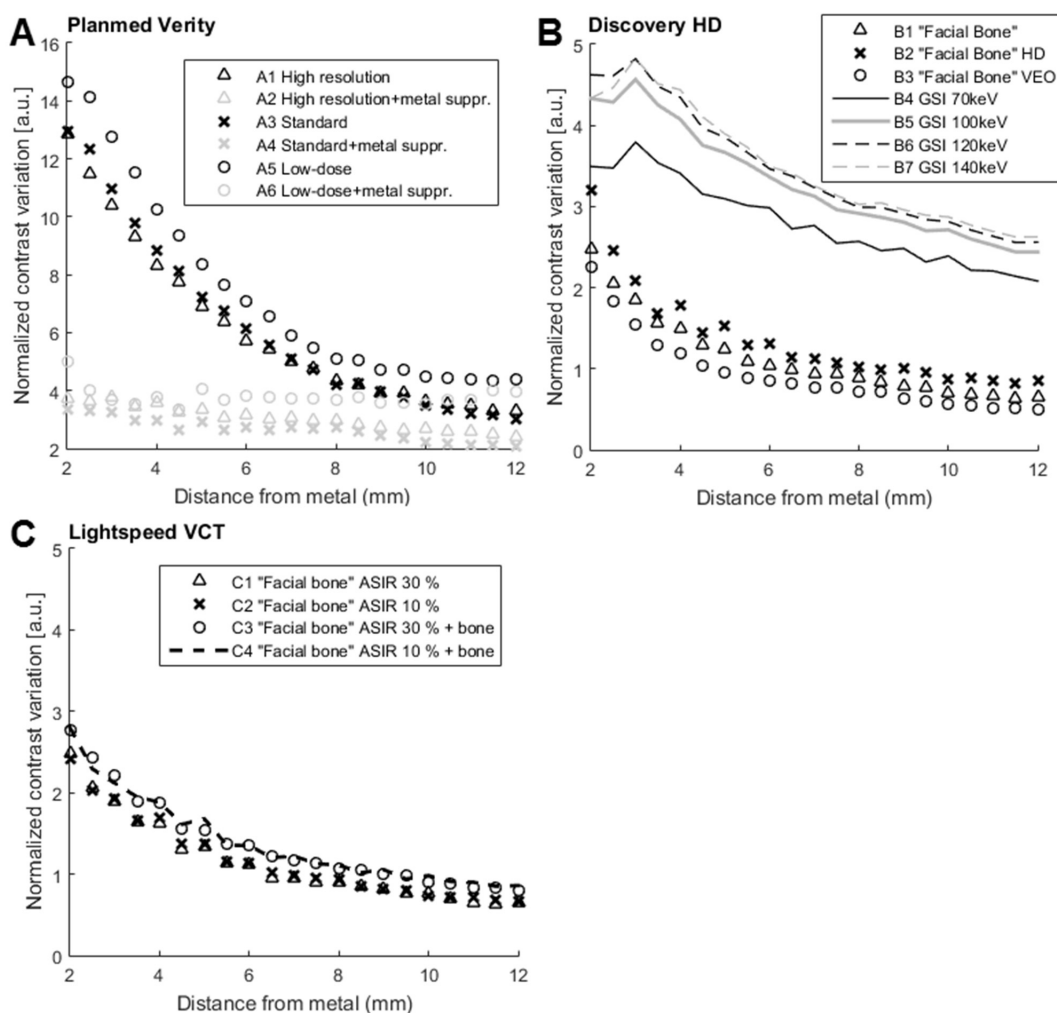 A Planmed Verity
16
14
12
10
8
6
4
2
Normalized contrast variation [a.u.]
A1 High resolution
A2 High resolution+metal suppr.
A3 Standard
A4 Standard+metal suppr.
A5 Low-dose
A6 Low-dose+metal suppr.
2 4 6 8 10 12
Distance from metal (mm)
B Discovery HD
5
4
3
2
1
0
Normalized contrast variation [a.u.]
B1 "Facial Bone"
B2 "Facial Bone" HD
B3 "Facial Bone" VEO
B4 GSI 70keV
B5 GSI 100keV
B6 GSI 120keV
B7 GSI 140keV
2 4 6 8 10 12
Distance from metal (mm)
C Lightspeed VCT
5
4
3
2
1
0
Normalized contrast variation [a.u.]
C1 "Facial bone" ASIR 30 %
C2 "Facial bone" ASIR 10 %
C3 "Facial bone" ASIR 30 % + bone
C4 "Facial bone" ASIR 10 % + bone
2 4 6 8 10 12
Distance from metal (mm)